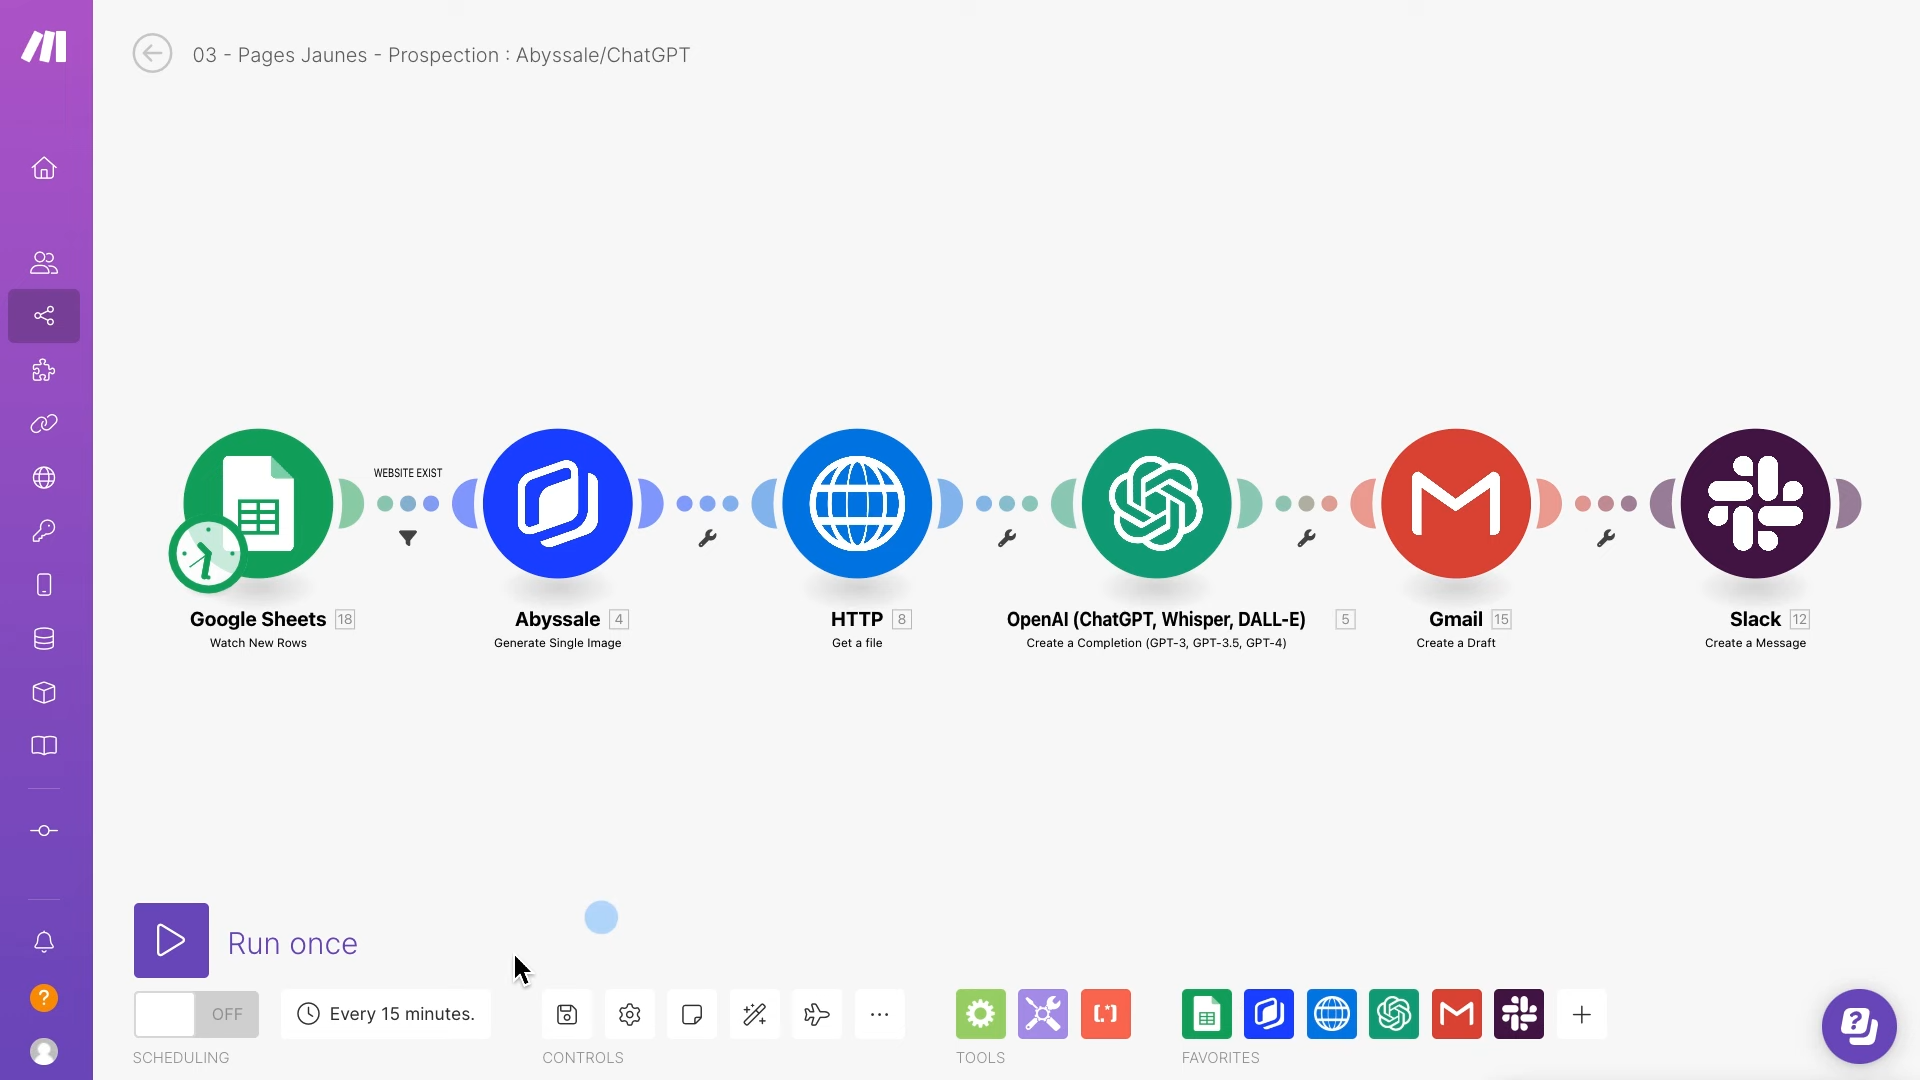 03 - Pages Jaunes - Prospection : Abyssale/ChatGPT
WEBSITE EXIST
Google Sheets 18
Watch New Rows
Abyssale 4
Generate Single Image
HTTP 8
Get a file
OpenAI (ChatGPT, Whisper, DALL-E) 5
Create a Completion (GPT-3, GPT-3.5, GPT-4)
Gmail 15
Create a Draft
Slack 12
Create a Message
Run once
OFF
Every 15 minutes.
SCHEDULING
CONTROLS
TOOLS
FAVORITES